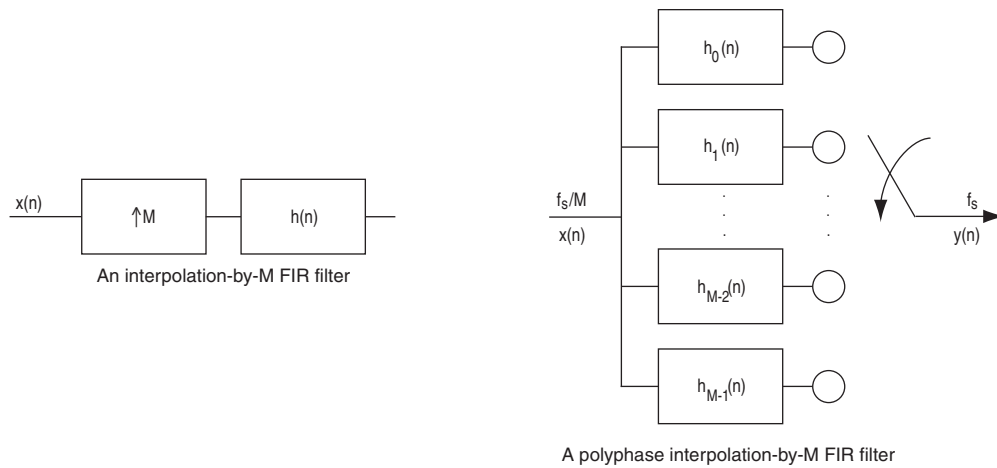 x(n)
↑M
h(n)
An interpolation-by-M FIR filter
h0(n)
h1(n)
. . .
. . .
fs/M
x(n)
hM-2(n)
hM-1(n)
fs
y(n)
A polyphase interpolation-by-M FIR filter